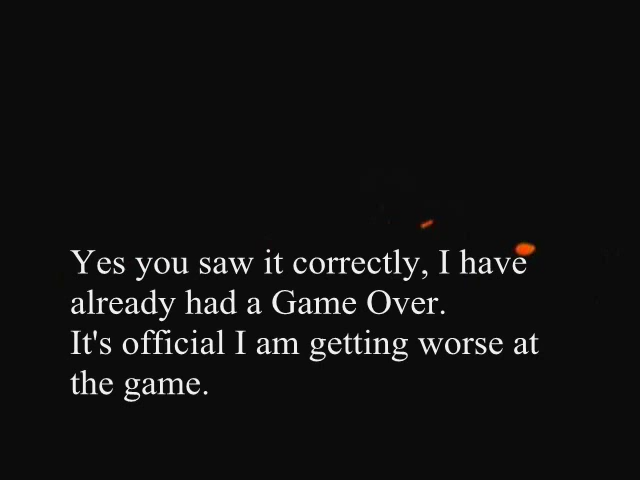 Yes you saw it correctly, I have
already had a Game Over.
It's official I am getting worse at
the game.